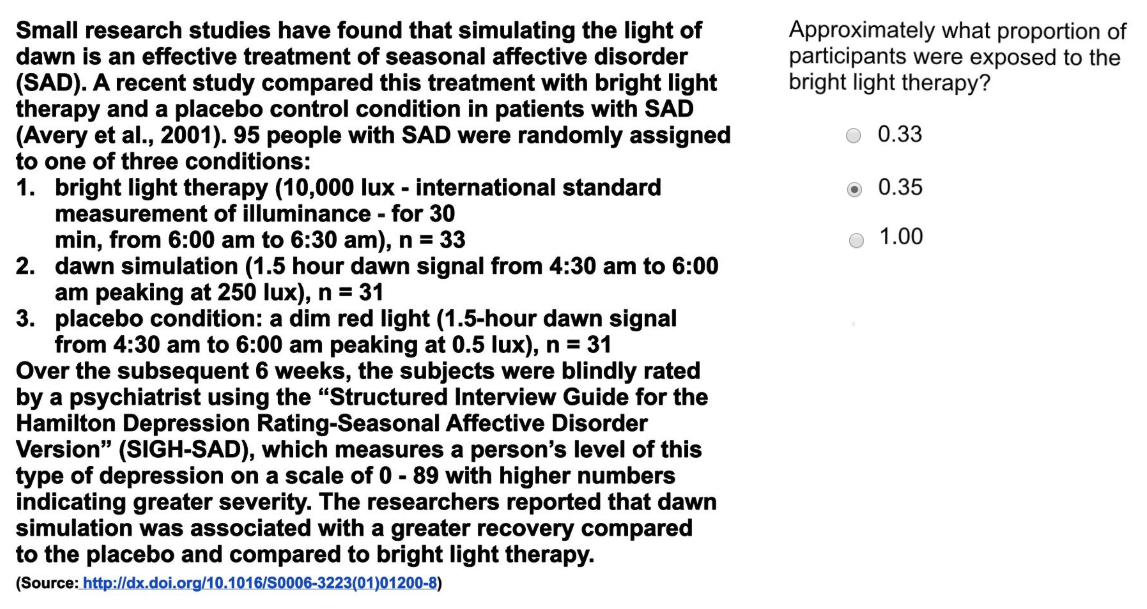 Small research studies have found that simulating the light of
dawn is an effective treatment of seasonal affective disorder
(SAD). A recent study compared this treatment with bright light
therapy and a placebo control condition in patients with SAD
(Avery et al., 2001). 95 people with SAD were randomly assigned
to one of three conditions:
1. bright light therapy (10,000 lux - international standard
measurement of illuminance - for 30
min, from 6:00 am to 6:30 am), n = 33
2. dawn simulation (1.5 hour dawn signal from 4:30 am to 6:00
am peaking at 250 lux), n = 31
3. placebo condition: a dim red light (1.5-hour dawn signal
from 4:30 am to 6:00 am peaking at 0.5 lux), n = 31
Over the subsequent 6 weeks, the subjects were blindly rated
by a psychiatrist using the “Structured Interview Guide for the
Hamilton Depression Rating-Seasonal Affective Disorder
Version” (SIGH-SAD), which measures a person’s level of this
type of depression on a scale of 0 - 89 with higher numbers
indicating greater severity. The researchers reported that dawn
simulation was associated with a greater recovery compared
to the placebo and compared to bright light therapy.
(Source: http://dx.doi.org/10.1016/S0006-3223(01)01200-8)
Approximately what proportion of
participants were exposed to the
bright light therapy?
0.33
0.35
1.00